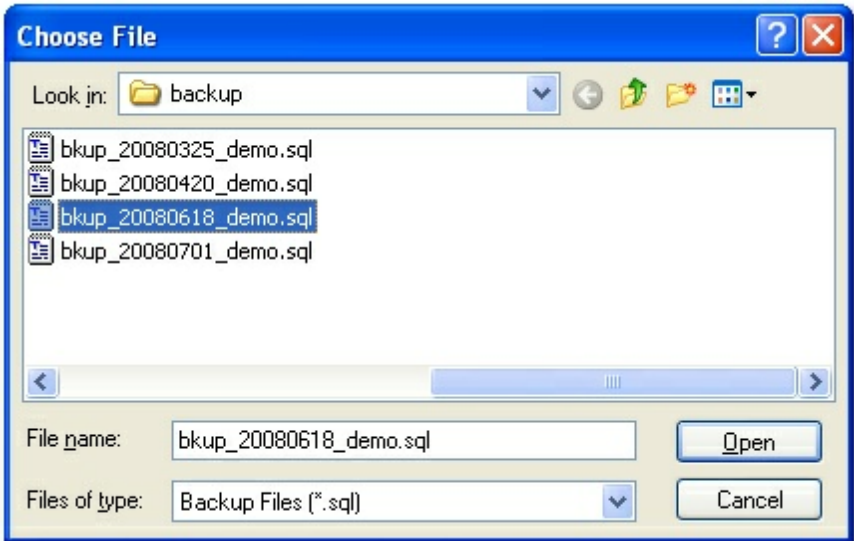 Choose File
Look in: backup
bkup_20080325_demo.sql
bkup_20080420_demo.sql
bkup_20080618_demo.sql
bkup_20080701_demo.sql
File name: bkup_20080618_demo.sql Open
Files of type: Backup Files (*.sql) Cancel